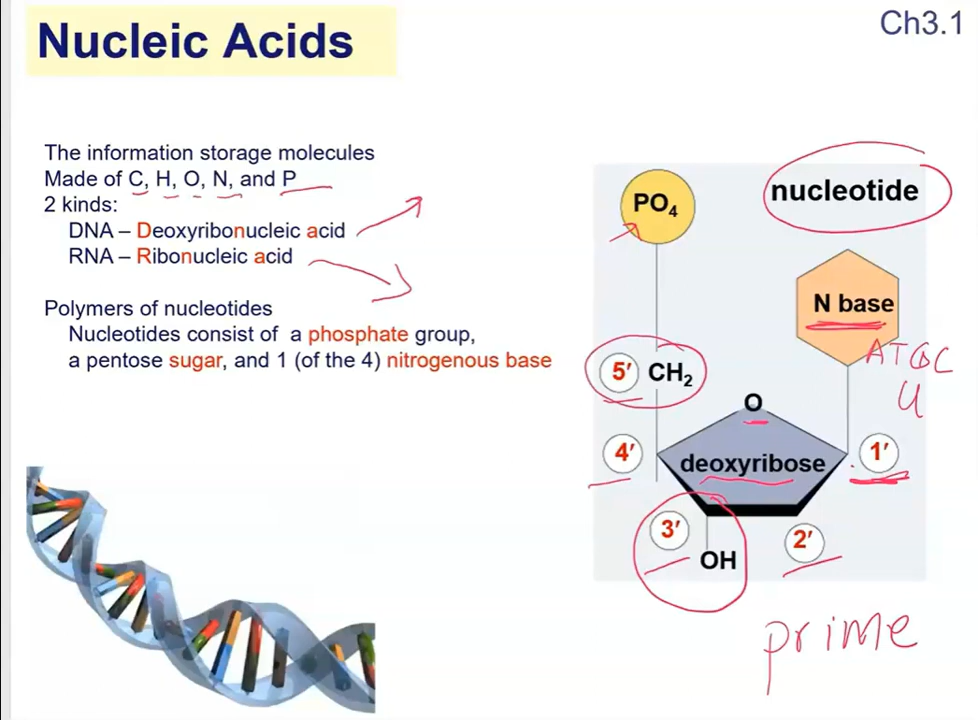 Nucleic Acids
Ch3.1
The information storage molecules
Made of C, H, O, N, and P
2 kinds:
DNA – Deoxyribonucleic acid
RNA – Ribonucleic acid
Polymers of nucleotides
Nucleotides consist of a phosphate group,
a pentose sugar, and 1 (of the 4) nitrogenous base
nucleotide
PO₄
N base
A T G C
U
5′ CH₂
O
4′
deoxyribose
1′
3′
OH
2′
prime